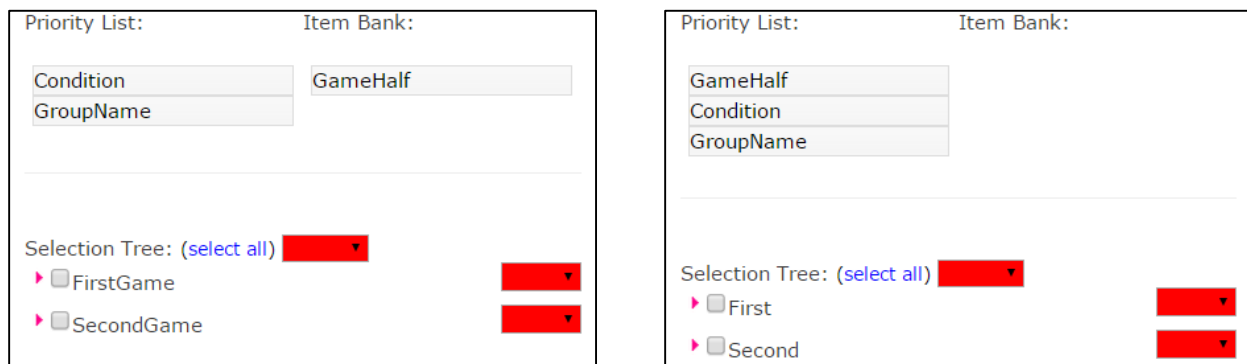 Priority List: Item Bank:
Condition GameHalf
GroupName
Selection Tree: (select all)
FirstGame
SecondGame
Priority List: Item Bank:
GameHalf
Condition
GroupName
Selection Tree: (select all)
First
Second